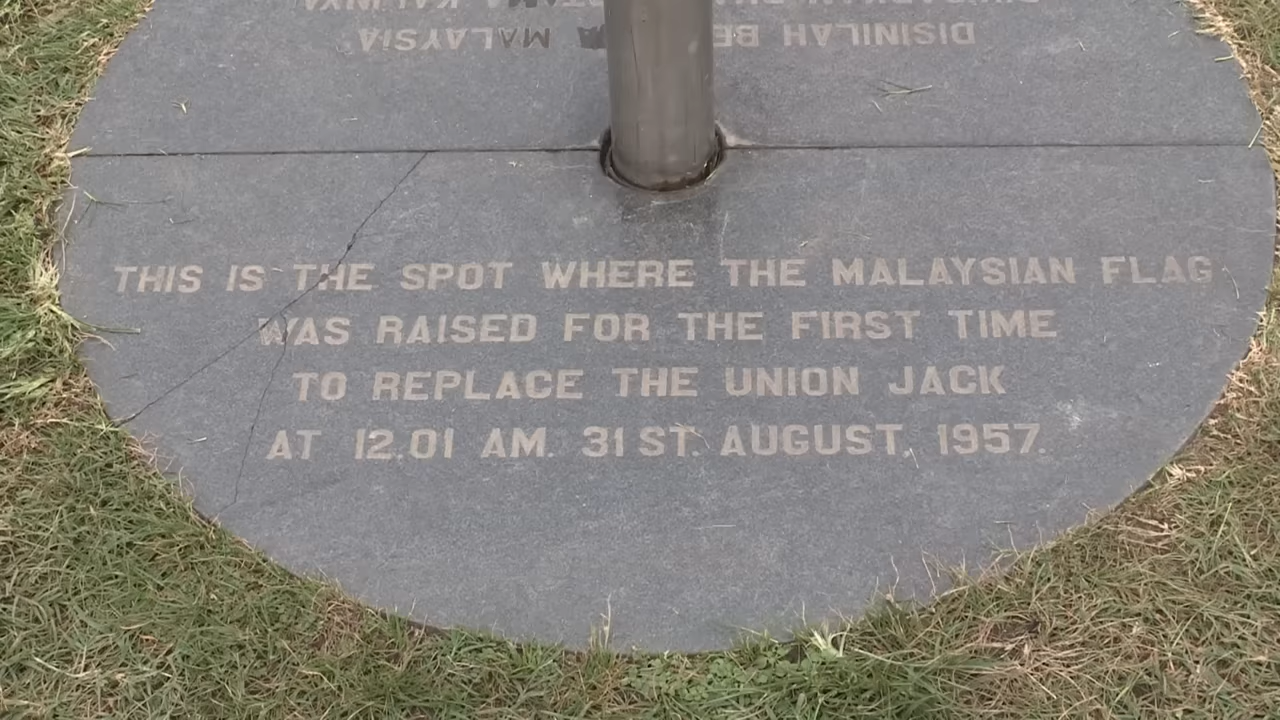 DISINILAH MALAYSIA
KALINYA
THIS IS THE SPOT WHERE THE MALAYSIAN FLAG
WAS RAISED FOR THE FIRST TIME
TO REPLACE THE UNION JACK
AT 12.01 AM. 31 ST. AUGUST, 1957.